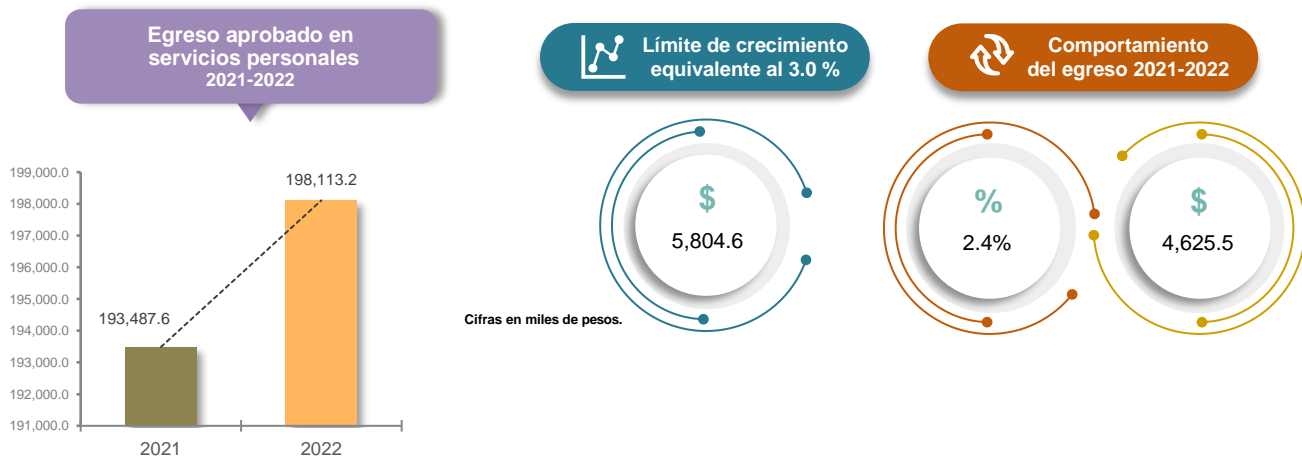 Egreso aprobado en
servicios personales
2021-2022
Límite de crecimiento
equivalente al 3.0 %
Comportamiento
del egreso 2021-2022
199,000.0
198,000.0
197,000.0
196,000.0
195,000.0
194,000.0
193,000.0
192,000.0
191,000.0
193,487.6
198,113.2
2021
2022
$
5,804.6
%
2.4%
$
4,625.5
Cifras en miles de pesos.